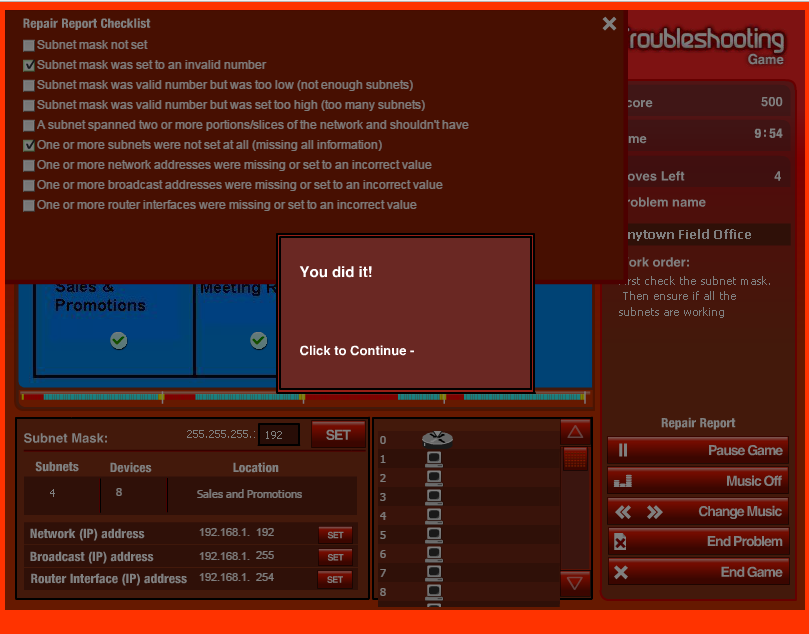 Repair Report Checklist
Subnet mask not set
Subnet mask was set to an invalid number
Subnet mask was valid number but was too low (not enough subnets)
Subnet mask was valid number but was set too high (too many subnets)
A subnet spanned two or more portions/slices of the network and shouldn't have
One or more subnets were not set at all (missing all information)
One or more network addresses were missing or set to an incorrect value
One or more broadcast addresses were missing or set to an incorrect value
One or more router interfaces were missing or set to an incorrect value
roubleshooting
Game
core 500
me 9:54
oves Left 4
oblem name
nytown Field Office
ork order:
rst check the subnet mask.
Then ensure if all the
subnets are working
Sales &
Promotions
Meeting R
You did it!
Click to Continue -
Subnet Mask: 255.255.255. 192 SET
Subnets Devices Location
4 8 Sales and Promotions
Network (IP) address 192.168.1. 192 SET
Broadcast (IP) address 192.168.1. 255 SET
Router Interface (IP) address 192.168.1. 254 SET
0
1
2
3
4
5
6
7
8
Repair Report
Pause Game
Music Off
Change Music
End Problem
End Game